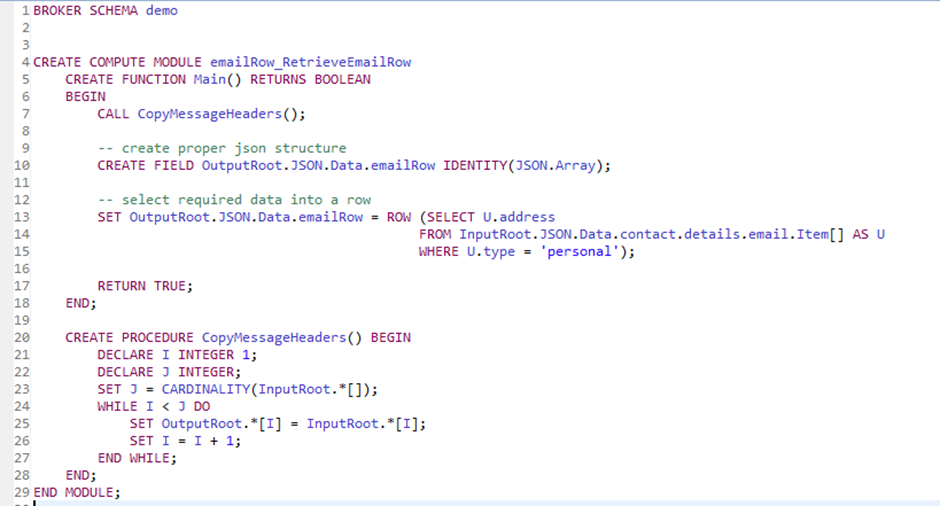 1 BROKER SCHEMA demo
2
3
4 CREATE COMPUTE MODULE emailRow_RetrieveEmailRow
5     CREATE FUNCTION Main() RETURNS BOOLEAN
6     BEGIN
7         CALL CopyMessageHeaders();
8
9         -- create proper json structure
10         CREATE FIELD OutputRoot.JSON.Data.emailRow IDENTITY(JSON.Array);
11
12         -- select required data into a row
13         SET OutputRoot.JSON.Data.emailRow = ROW (SELECT U.address
14                                                  FROM InputRoot.JSON.Data.contact.details.email.Item[] AS U
15                                                  WHERE U.type = 'personal');
16
17         RETURN TRUE;
18     END;
19
20     CREATE PROCEDURE CopyMessageHeaders() BEGIN
21         DECLARE I INTEGER 1;
22         DECLARE J INTEGER;
23         SET J = CARDINALITY(InputRoot.*[]);
24         WHILE I < J DO
25             SET OutputRoot.*[I] = InputRoot.*[I];
26             SET I = I + 1;
27         END WHILE;
28     END;
29 END MODULE;